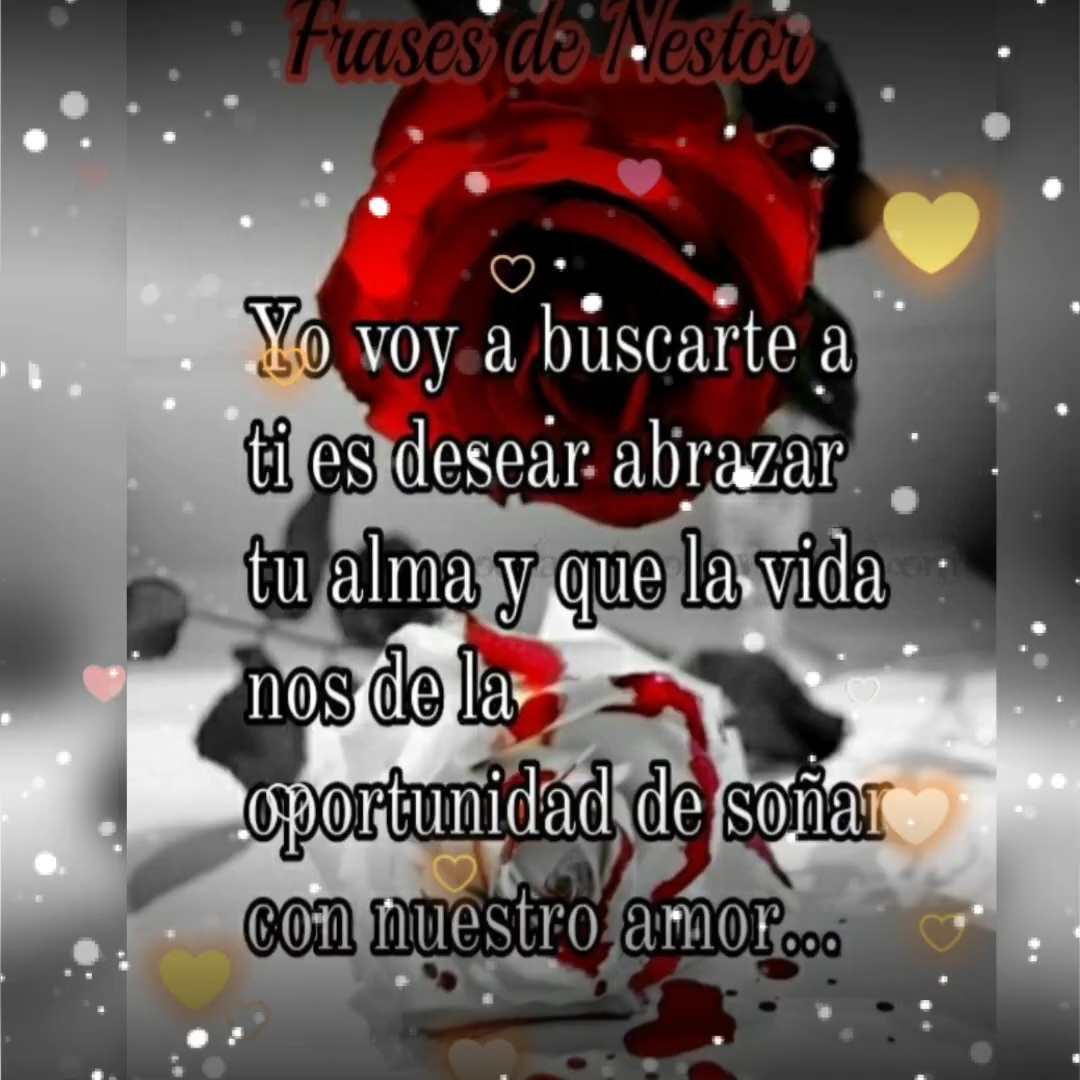 Frases de Nestor
Yo voy a buscarte a
ti es desear abrazar
tu alma y que la vida
nos de la
oportunidad de soñar
con nuestro amor...